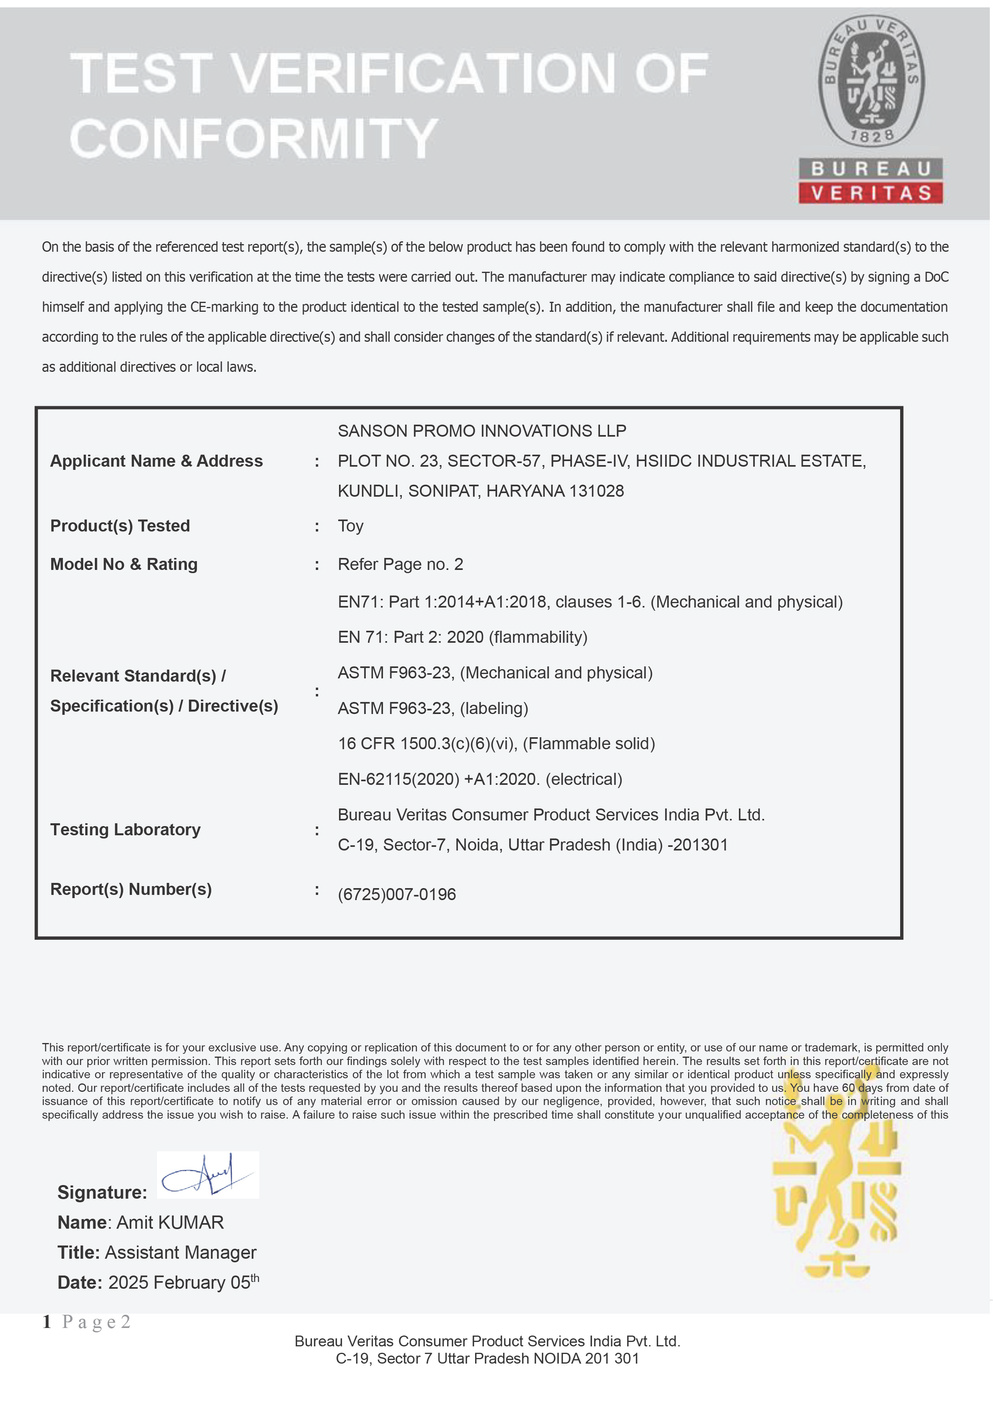 TEST VERIFICATION OF
CONFORMITY
BUREAU VERITAS
1828
BUREAU
VERITAS
On the basis of the referenced test report(s), the sample(s) of the below product has been found to comply with the relevant harmonized standard(s) to the
directive(s) listed on this verification at the time the tests were carried out. The manufacturer may indicate compliance to said directive(s) by signing a DoC
himself and applying the CE-marking to the product identical to the tested sample(s). In addition, the manufacturer shall file and keep the documentation
according to the rules of the applicable directive(s) and shall consider changes of the standard(s) if relevant. Additional requirements may be applicable such
as additional directives or local laws.
SANSON PROMO INNOVATIONS LLP
Applicant Name & Address : PLOT NO. 23, SECTOR-57, PHASE-IV, HSIIDC INDUSTRIAL ESTATE,
KUNDLI, SONIPAT, HARYANA 131028
Product(s) Tested : Toy
Model No & Rating : Refer Page no. 2
EN71: Part 1:2014+A1:2018, clauses 1-6. (Mechanical and physical)
EN 71: Part 2: 2020 (flammability)
Relevant Standard(s) /
Specification(s) / Directive(s) :
ASTM F963-23, (Mechanical and physical)
ASTM F963-23, (labeling)
16 CFR 1500.3(c)(6)(vi), (Flammable solid)
EN-62115(2020) +A1:2020. (electrical)
Testing Laboratory :
Bureau Veritas Consumer Product Services India Pvt. Ltd.
C-19, Sector-7, Noida, Uttar Pradesh (India) -201301
Report(s) Number(s) : (6725)007-0196
This report/certificate is for your exclusive use. Any copying or replication of this document to or for any other person or entity, or use of our name or trademark, is permitted only
with our prior written permission. This report sets forth our findings solely with respect to the test samples identified herein. The results set forth in this report/certificate are not
indicative or representative of the quality or characteristics of the lot from which a test sample was taken or any similar or identical product unless specifically and expressly
noted. Our report/certificate includes all of the tests requested by you and the results thereof based upon the information that you provided to us. You have 60 days from date of
issuance of this report/certificate to notify us of any material error or omission caused by our negligence, provided, however, that such notice shall be in writing and shall
specifically address the issue you wish to raise. A failure to raise such issue within the prescribed time shall constitute your unqualified acceptance of the completeness of this
Signature:
Name: Amit KUMAR
Title: Assistant Manager
Date: 2025 February 05th
1 Page2
Bureau Veritas Consumer Product Services India Pvt. Ltd.
C-19, Sector 7 Uttar Pradesh NOIDA 201 301